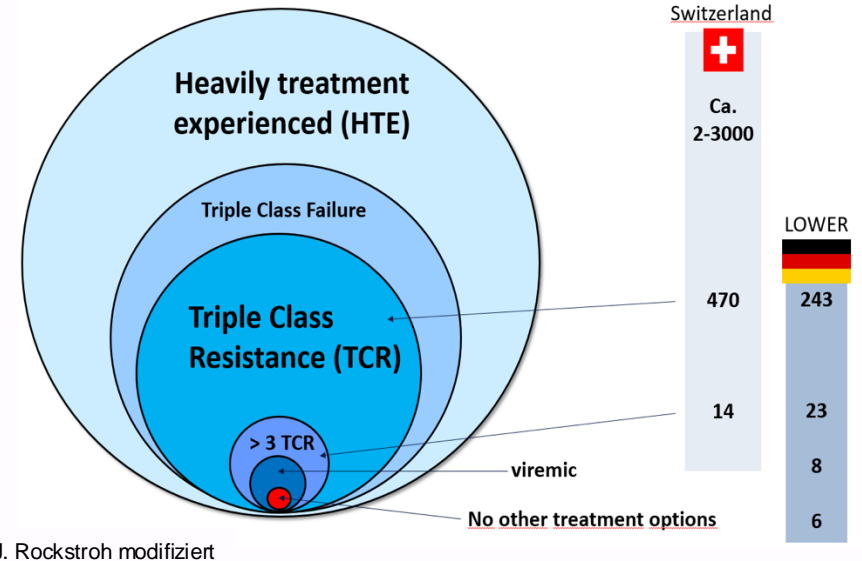 Switzerland
Heavily treatment
experienced (HTE)
Ca.
2-3000
Triple Class Failure
LOWER
Triple Class
Resistance (TCR)
470
243
> 3 TCR
14
23
viremic
8
No other treatment options
6
J. Rockstroh modifiziert